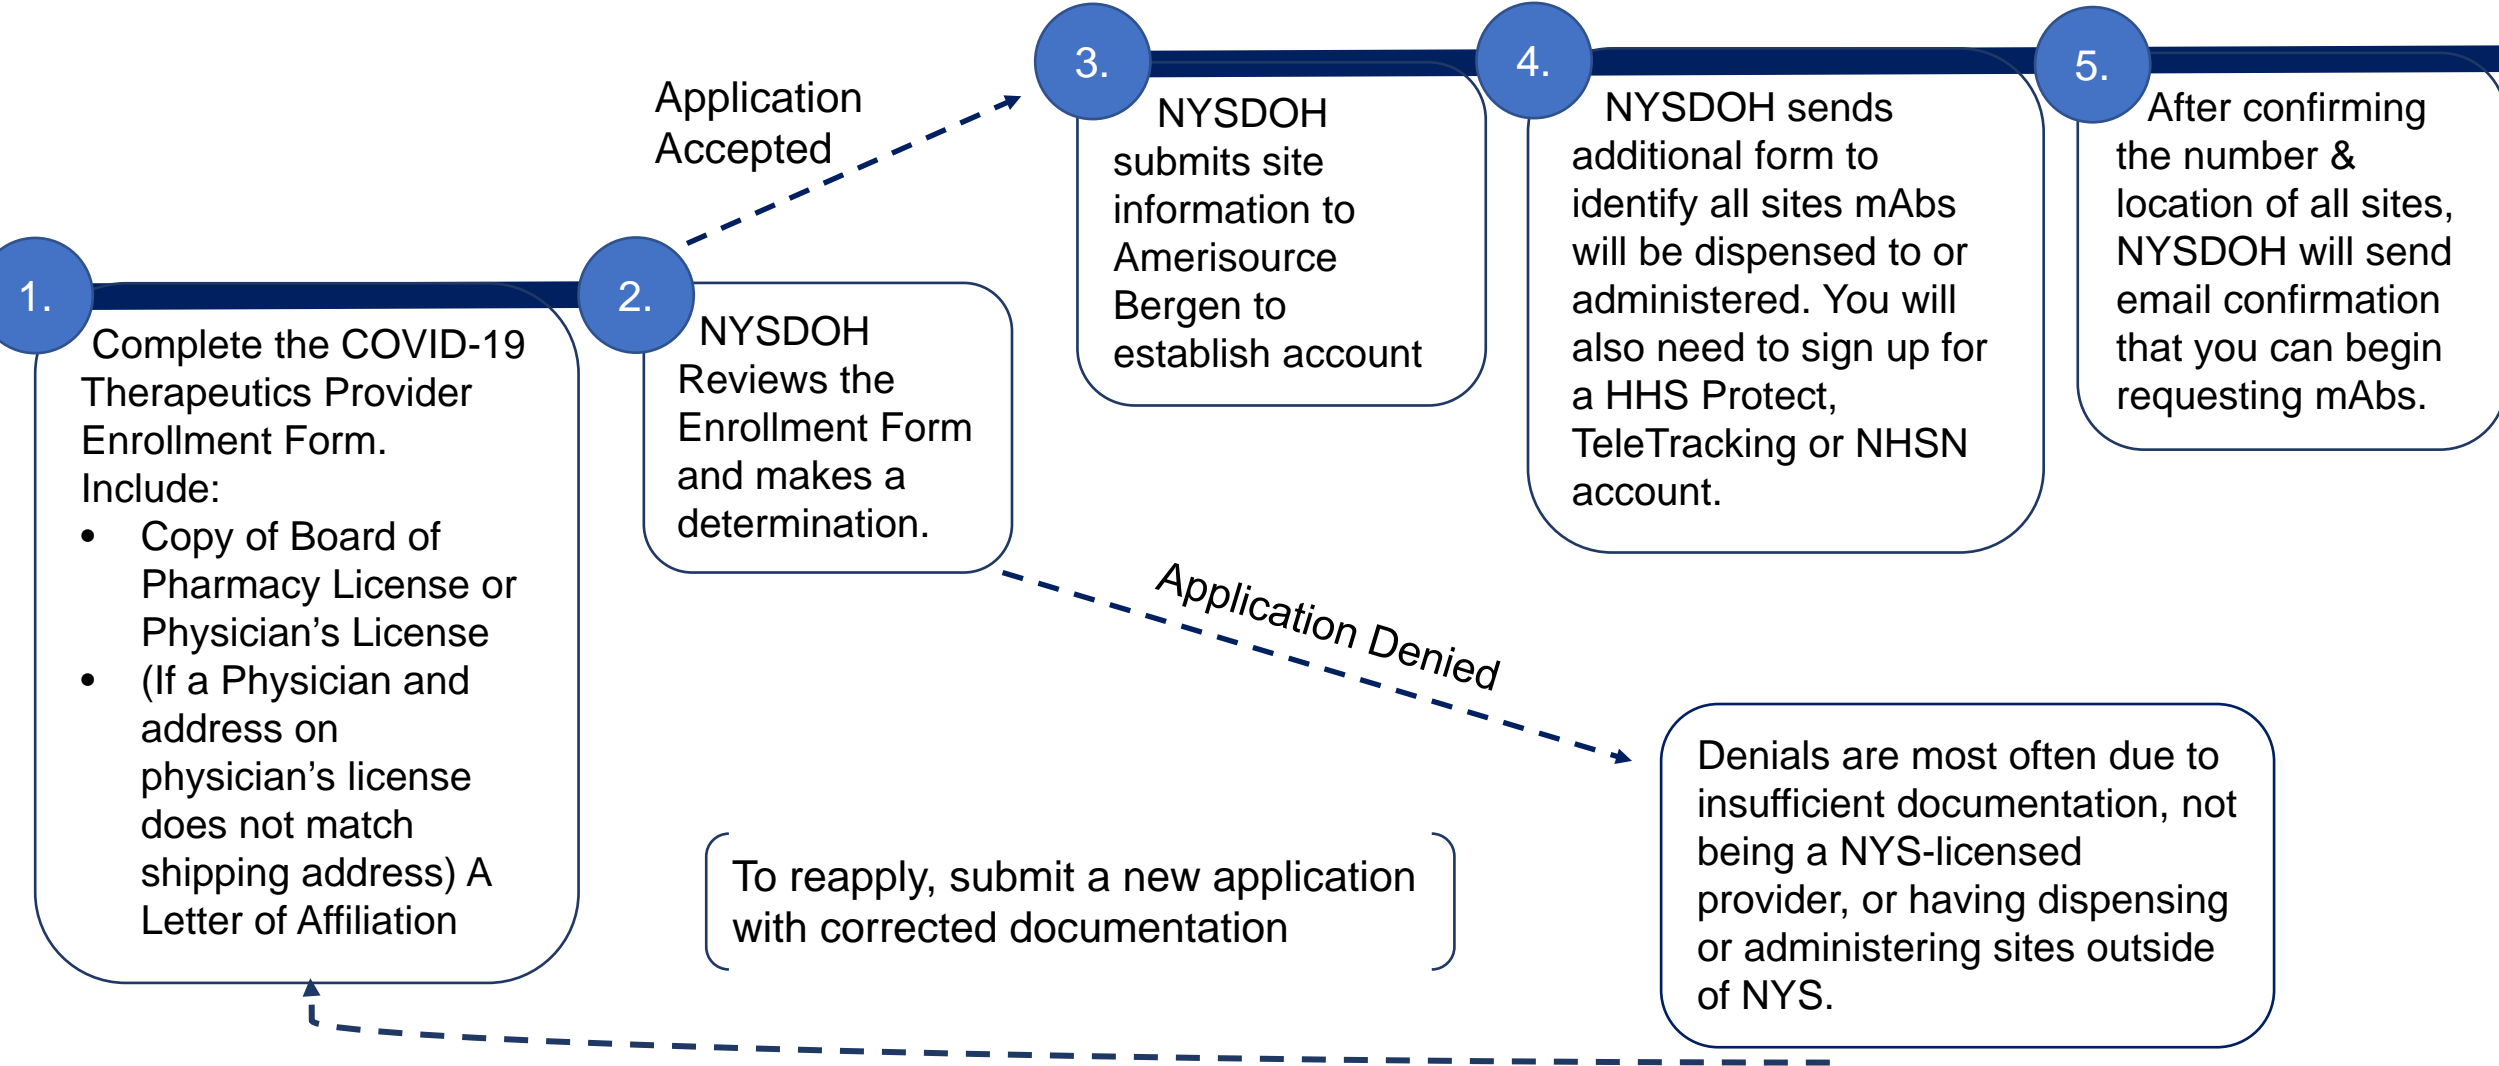 1.
Complete the COVID-19
Therapeutics Provider
Enrollment Form.
Include:
• Copy of Board of
Pharmacy License or
Physician’s License
• (If a Physician and
address on
physician’s license
does not match
shipping address) A
Letter of Affiliation
2.
NYSDOH
Reviews the
Enrollment Form
and makes a
determination.
Application
Accepted
3.
NYSDOH
submits site
information to
Amerisource
Bergen to
establish account
4.
NYSDOH sends
additional form to
identify all sites mAbs
will be dispensed to or
administered. You will
also need to sign up for
a HHS Protect,
TeleTracking or NHSN
account.
5.
After confirming
the number &
location of all sites,
NYSDOH will send
email confirmation
that you can begin
requesting mAbs.
Application Denied
Denials are most often due to
insufficient documentation, not
being a NYS-licensed
provider, or having dispensing
or administering sites outside
of NYS.
To reapply, submit a new application
with corrected documentation